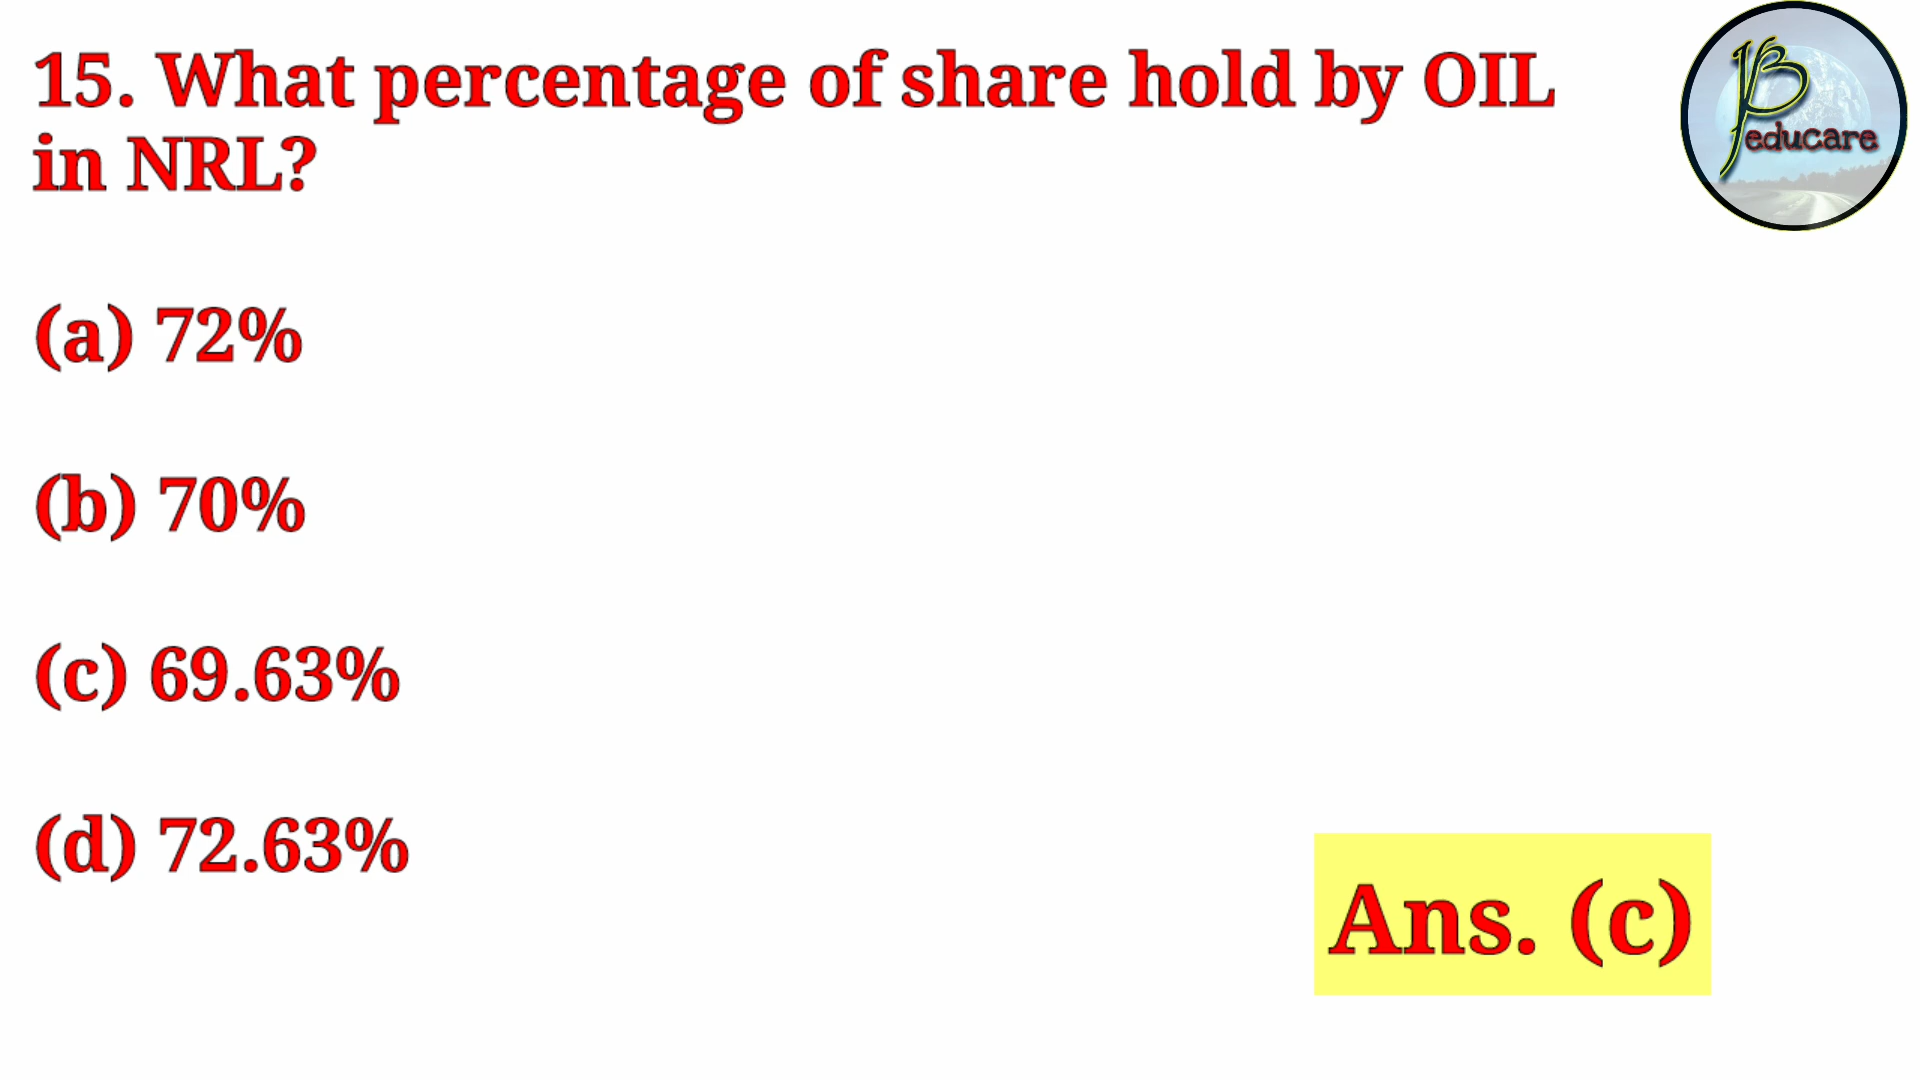 15. What percentage of share hold by OIL
in NRL?
(a) 72%
(b) 70%
(c) 69.63%
(d) 72.63%
Ans. (c)
educare